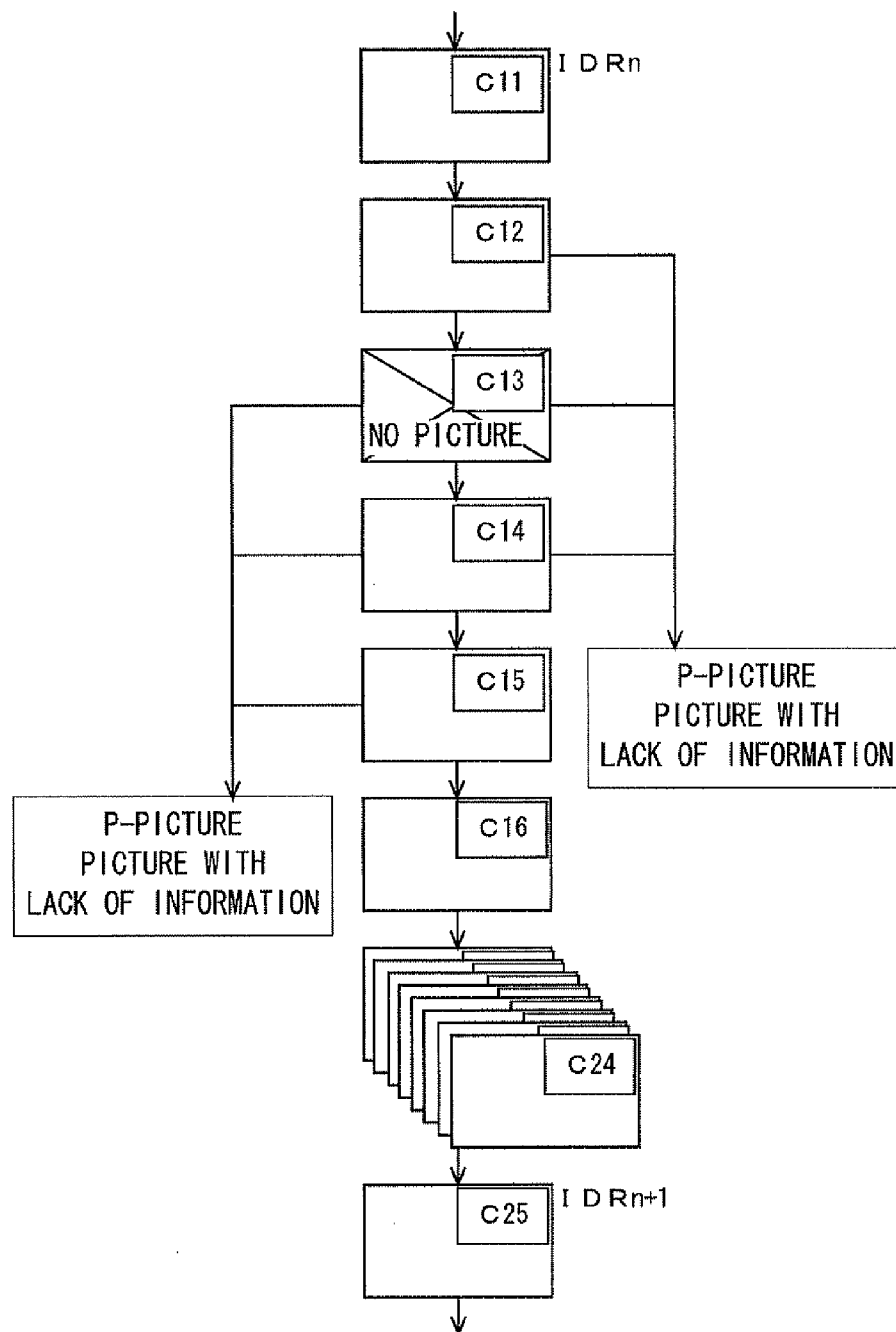 C11
IDRn
C12
C13
NO PICTURE
C14
C15
P-PICTURE
PICTURE WITH
LACK OF INFORMATION
P-PICTURE
PICTURE WITH
LACK OF INFORMATION
C16
C24
C25
IDRn+1